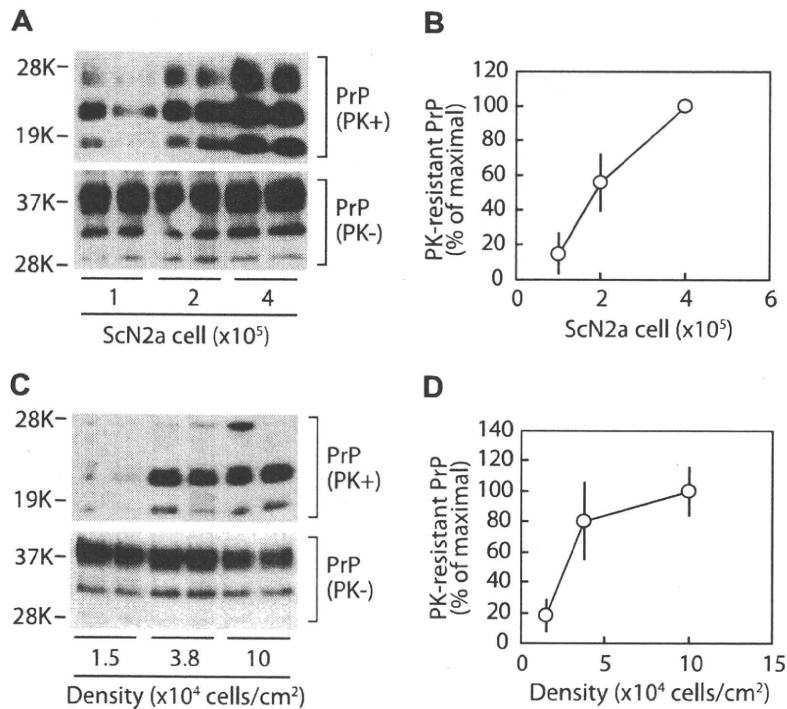 A
28K–
19K–
PrP
(PK+)
37K–
28K–
PrP
(PK-)
1 2 4
ScN2a cell (x10⁵)
B
PK-resistant PrP
(% of maximal)
120
100
80
60
40
20
0
0 2 4 6
ScN2a cell (x10⁵)
C
28K–
19K–
PrP
(PK+)
37K–
28K–
PrP
(PK-)
1.5 3.8 10
Density (x10⁴ cells/cm²)
D
PK-resistant PrP
(% of maximal)
140
120
100
80
60
40
20
0
0 5 10 15
Density (x10⁴ cells/cm²)